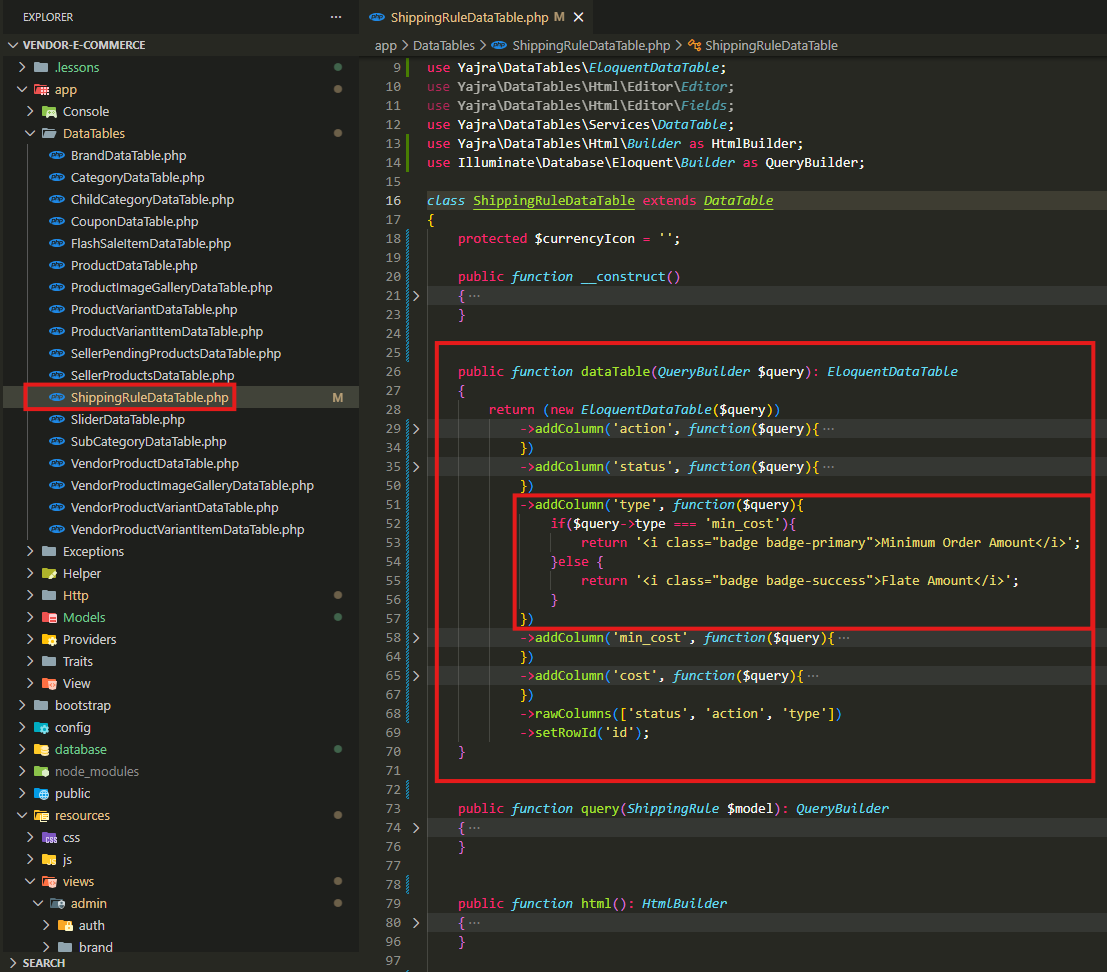 EXPLORER
VENDOR-E-COMMERCE
.lessons
app
Console
DataTables
BrandDataTable.php
CategoryDataTable.php
ChildCategoryDataTable.php
CouponDataTable.php
FlashSaleItemDataTable.php
ProductDataTable.php
ProductImageGalleryDataTable.php
ProductVariantDataTable.php
ProductVariantItemDataTable.php
SellerPendingProductsDataTable.php
SellerProductsDataTable.php
ShippingRuleDataTable.php M
SliderDataTable.php
SubCategoryDataTable.php
VendorProductDataTable.php
VendorProductImageGalleryDataTable.php
VendorProductVariantDataTable.php
VendorProductVariantItemDataTable.php
Exceptions
Helper
Http
Models
Providers
Traits
View
bootstrap
config
database
node_modules
public
resources
css
js
views
admin
auth
brand
SEARCH
ShippingRuleDataTable.php M
app > DataTables > ShippingRuleDataTable.php > ShippingRuleDataTable
9 use Yajra\DataTables\EloquentDataTable;
10 use Yajra\DataTables\Html\Editor\Editor;
11 use Yajra\DataTables\Html\Editor\Fields;
12 use Yajra\DataTables\Services\DataTable;
13 use Yajra\DataTables\Html\Builder as HtmlBuilder;
14 use Illuminate\Database\Eloquent\Builder as QueryBuilder;
15
16 class ShippingRuleDataTable extends DataTable
17 {
18 protected $currencyIcon = '';
19
20 public function __construct()
21 { ...
23 }
24
25
26 public function dataTable(QueryBuilder $query): EloquentDataTable
27 {
28 return (new EloquentDataTable($query))
29 ->addColumn('action', function($query){ ...
34 })
35 ->addColumn('status', function($query){ ...
50 })
51 ->addColumn('type', function($query){
52 if($query->type === 'min_cost'){
53 return '<i class="badge badge-primary">Minimum Order Amount</i>';
54 }else {
55 return '<i class="badge badge-success">Flate Amount</i>';
56 }
57 })
58 ->addColumn('min_cost', function($query){ ...
64 })
65 ->addColumn('cost', function($query){ ...
67 })
68 ->rawColumns(['status', 'action', 'type'])
69 ->setRowId('id');
70 }
71
72
73 public function query(ShippingRule $model): QueryBuilder
74 { ...
76 }
77
78
79 public function html(): HtmlBuilder
80 { ...
96 }
97